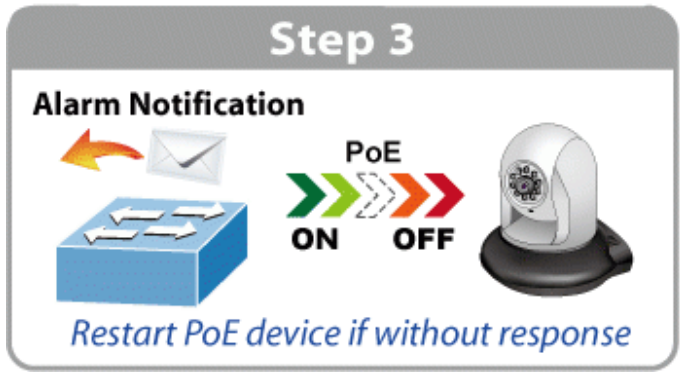 Step 3
Alarm Notification
PoE
ON OFF
Restart PoE device if without response